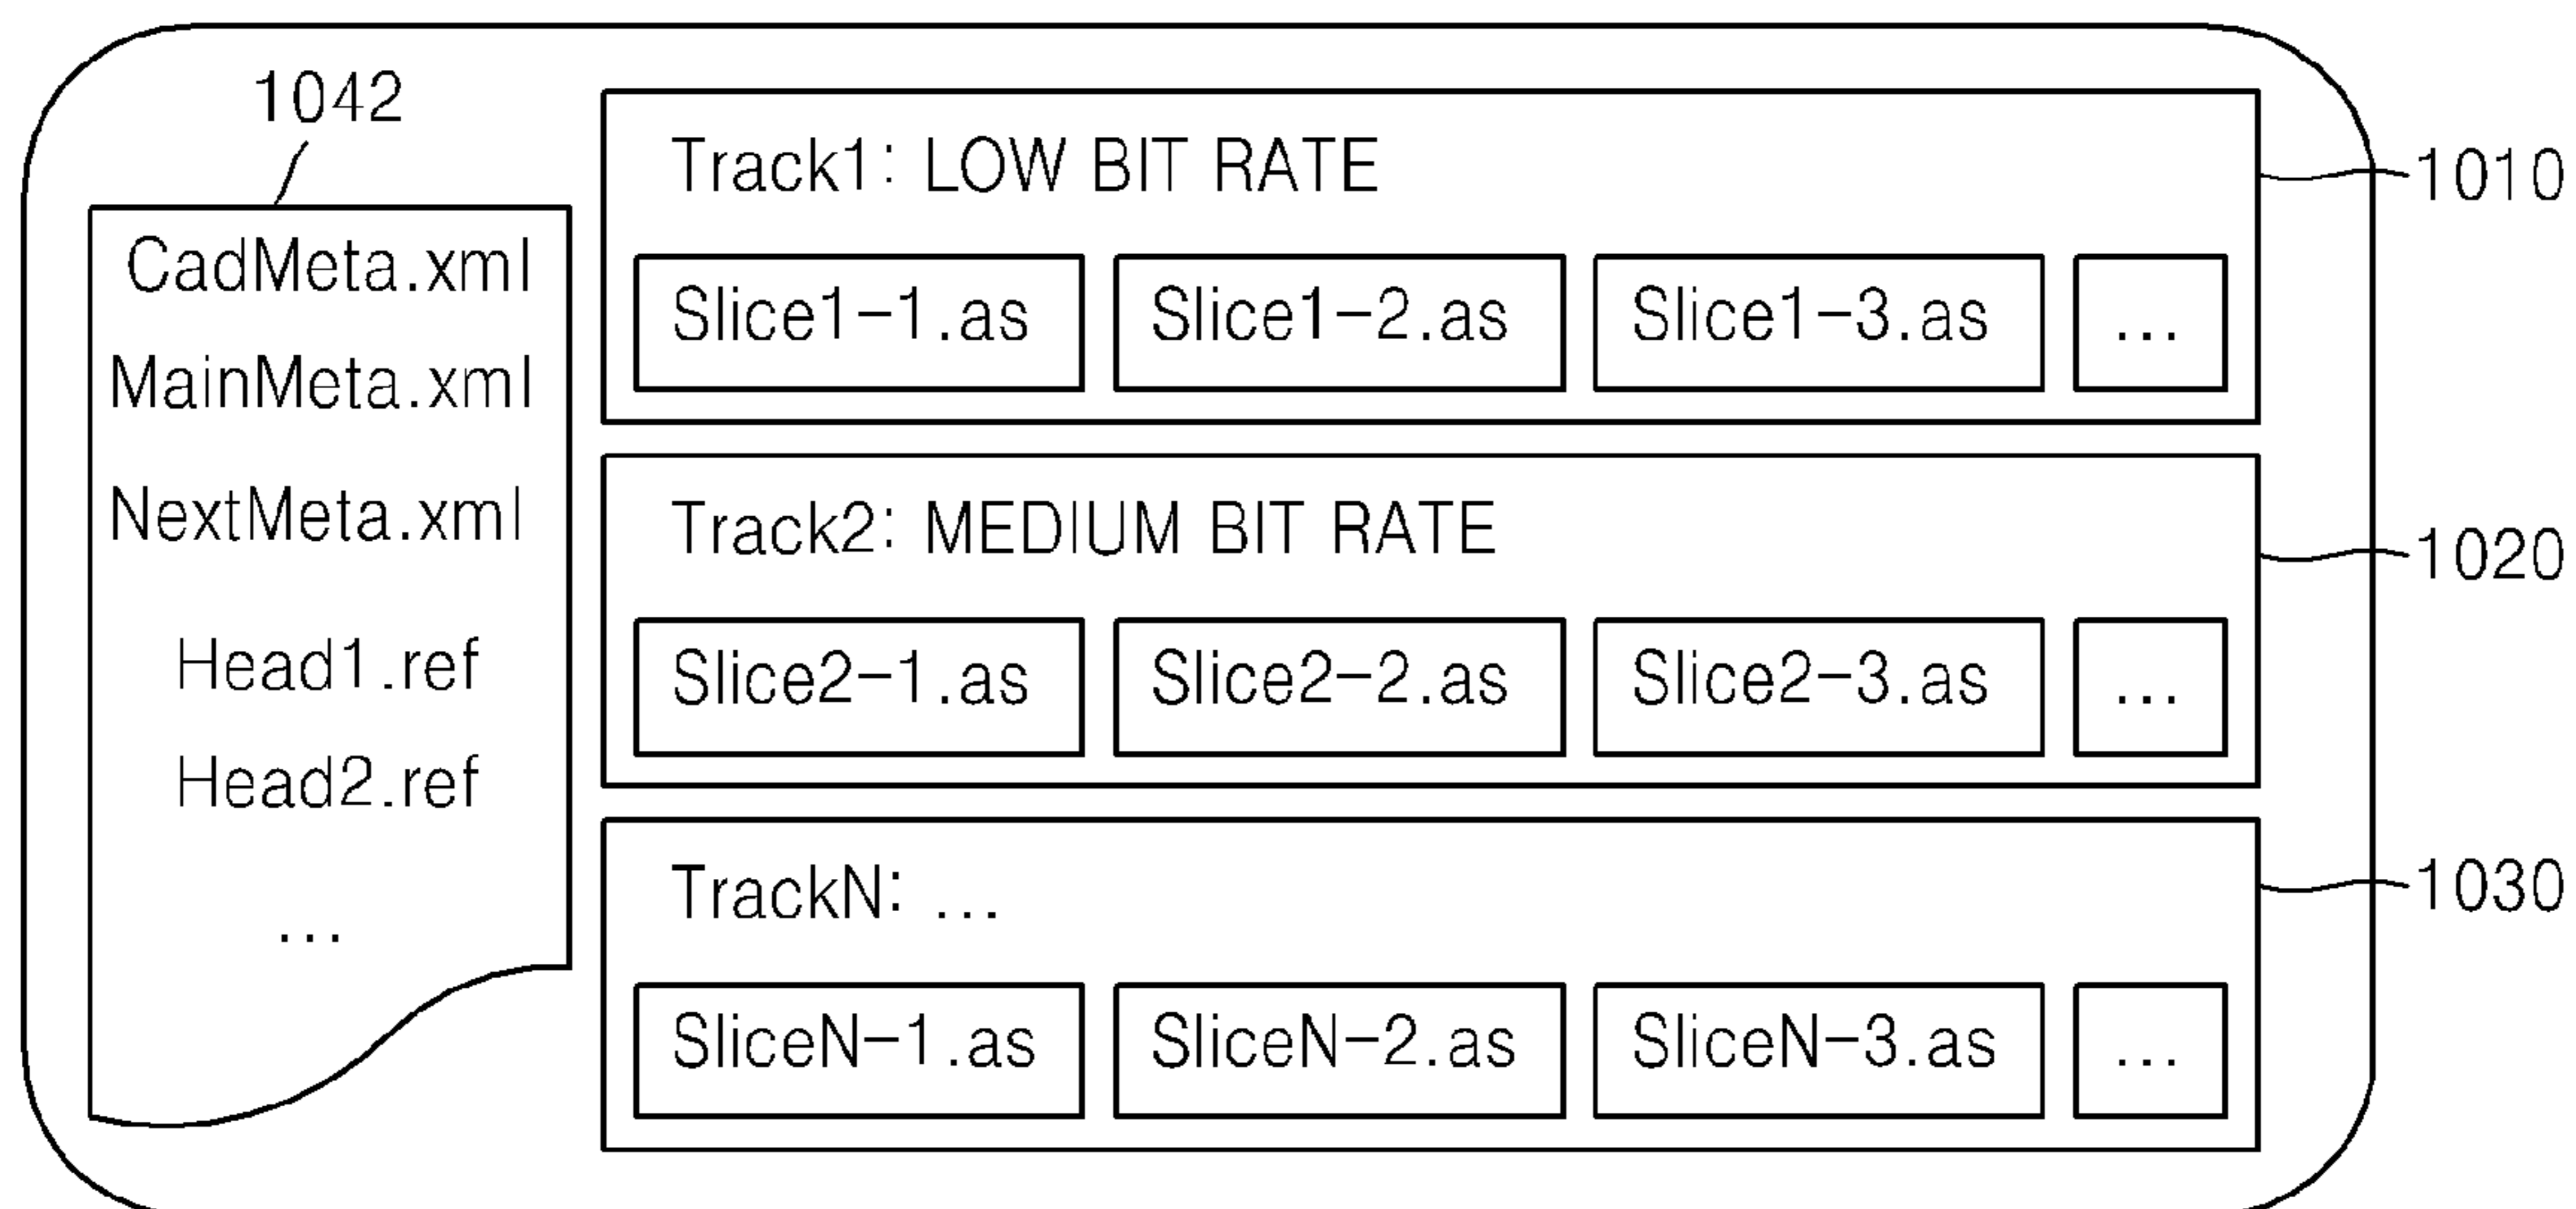 1042
CadMeta.xml
MainMeta.xml
NextMeta.xml
Head1.ref
Head2.ref
...
Track1: LOW BIT RATE
1010
Slice1-1.as
Slice1-2.as
Slice1-3.as
...
Track2: MEDIUM BIT RATE
1020
Slice2-1.as
Slice2-2.as
Slice2-3.as
...
TrackN: ...
1030
SliceN-1.as
SliceN-2.as
SliceN-3.as
...